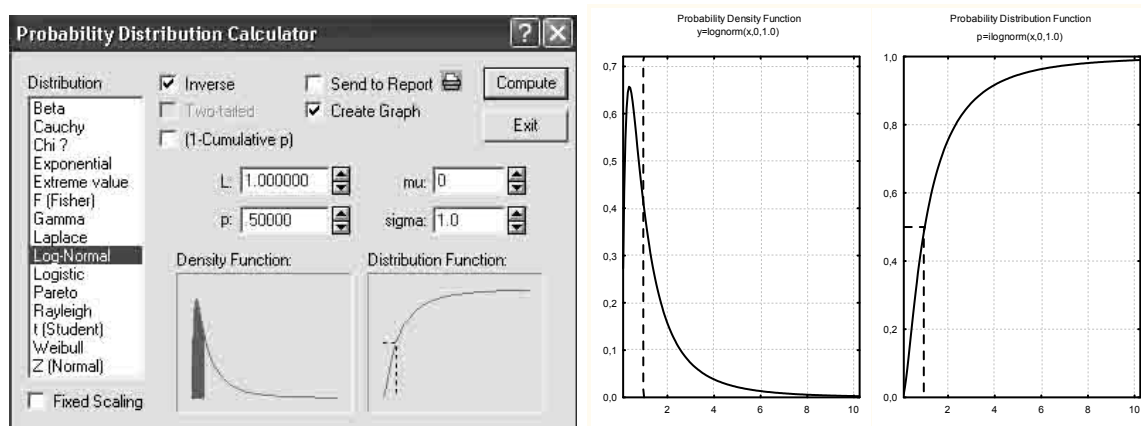 Probability Distribution Calculator
Distribution
Beta
Cauchy
Chi ?
Exponential
Extreme value
F (Fisher)
Gamma
Laplace
Log-Normal
Logistic
Pareto
Rayleigh
t (Student)
Weibull
Z (Normal)
Fixed Scaling
Inverse
Two-tailed
(1-Cumulative p)
Send to Report
Create Graph
Compute
Exit
L: 1.000000
mu: 0
p: .50000
sigma: 1.0
Density Function:
Distribution Function:
Probability Density Function
y=lognorm(x,0,1.0)
0,7
0,6
0,5
0,4
0,3
0,2
0,1
0,0
2 4 6 8 10
Probability Distribution Function
p=ilognorm(x,0,1.0)
1,0
0,8
0,6
0,4
0,2
0,0
2 4 6 8 10